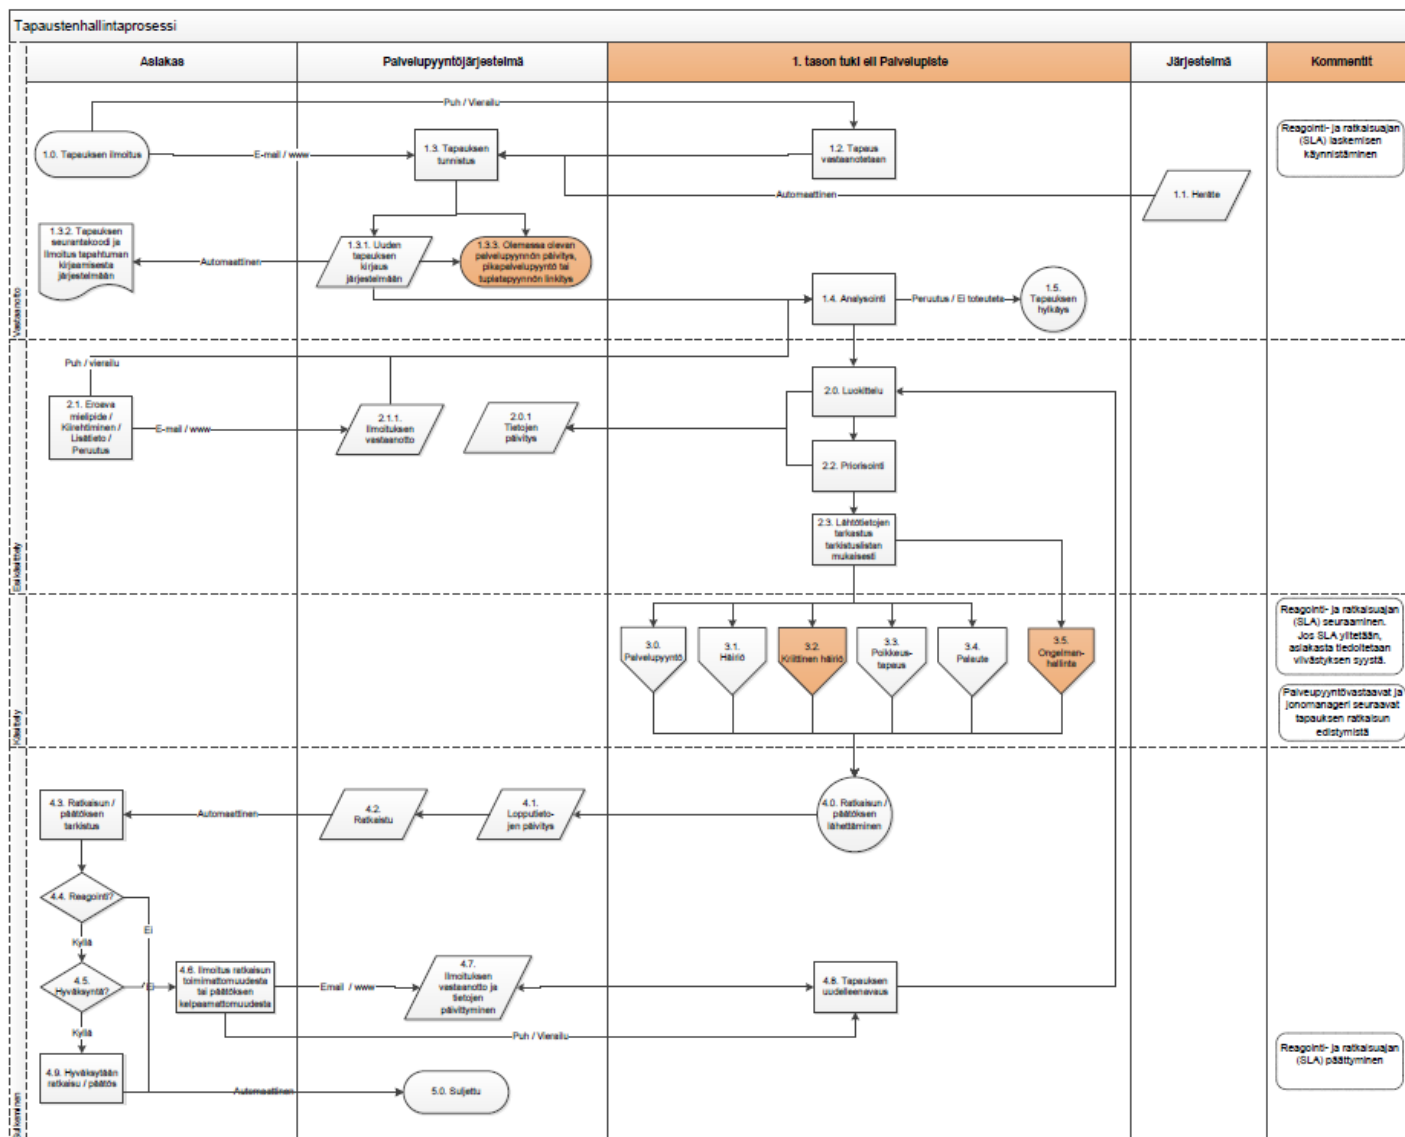 Tapaustenhallintaprosessi
Asiakas
Palvelupyyntöjärjestelmä
1. tason tuki eli Palvelupiste
Järjestelmä
Kommentit
Vastaanotto
Puh / Vierailu
1.0. Tapauksen ilmoitus
E-mail / www
1.3. Tapauksen
tunnistus
1.2. Tapaus
vastaanotetaan
Reagointi- ja ratkaisuajan
(SLA) laskemisen
käynnistäminen
Automaattinen
1.1. Heräte
1.3.2. Tapauksen
seurantakoodi ja
ilmoitus tapahtuman
kirjaamisesta
järjestelmään
Automaattinen
1.3.1. Uuden
tapauksen
kirjaus
järjestelmään
1.3.3. Olemassa olevan
palvelupyynnön päivitys,
pikapalvelupyyntö tai
tuplatapyynnön linkitys
1.4. Analysointi
Peruutus / Ei toteuteta
1.5.
Tapauksen
hylkäys
Esikäsittely
Puh / vierailu
2.1. Eroava
mielipide /
Kiirehtiminen /
Lisätieto /
Peruutus
E-mail / www
2.1.1.
Ilmoituksen
vastaanotto
2.0.1
Tietojen
päivitys
2.0. Luokittelu
2.2. Priorisointi
2.3. Lähtötietojen
tarkastus
tarkistuslistan
mukaisesti
Käsittely
3.0.
Palvelupyyntö
3.1. Häiriö
3.2.
Kriittinen häiriö
3.3.
Poikkeus-
tapaus
3.4.
Palaute
3.5.
Ongelman-
hallinta
Reagointi- ja ratkaisuajan
(SLA) seuraaminen.
Jos SLA ylitetään,
asiakasta tiedoitetaan
viivästyksen syystä.
Palveupyyntövastaavat ja
jonomanageri seuraavat
tapauksen ratkaisun
edistymistä
Sulkeminen
4.3. Ratkaisun /
päätöksen
tarkistus
Automaattinen
4.2.
Ratkaistu
4.1.
Lopputieto-
jen päivitys
4.0. Ratkaisun /
päätöksen
lähettäminen
4.4. Reagointi?
Ei
Kyllä
4.5.
Hyväksyntä?
Ei
4.6. Ilmoitus ratkaisun
toimimattomuudesta
tai päätöksen
kelpaamattomuudesta
Email / www
4.7.
Ilmoituksen
vastaanotto ja
tietojen
päivittyminen
4.8. Tapauksen
uudelleenavaus
Kyllä
Puh / Vierailu
4.9. Hyväksytään
ratkaisu / päätös
Automaattinen
5.0. Suljettu
Reagointi- ja ratkaisuajan
(SLA) päättyminen